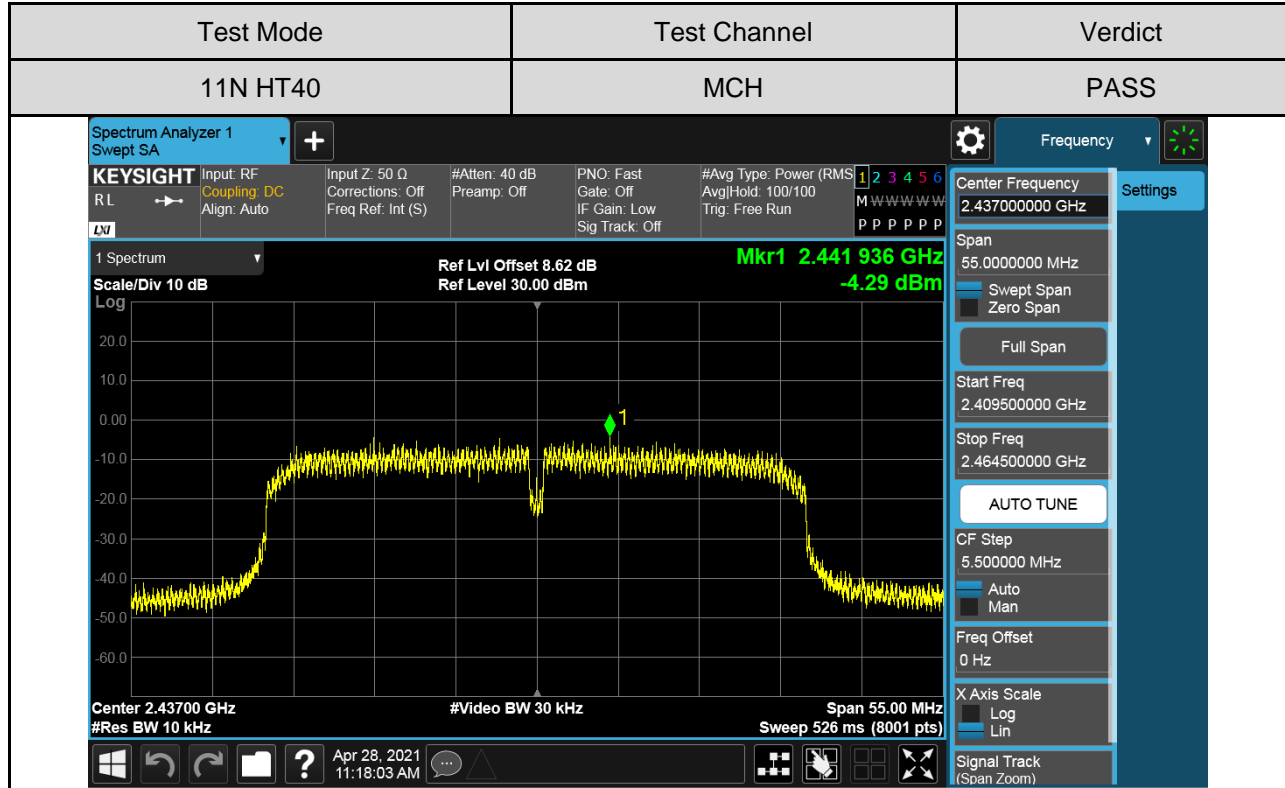 Test Mode Test Channel Verdict
11N HT40 MCH PASS
Spectrum Analyzer 1
Swept SA
+
Frequency
KEYSIGHT
RL
LXI
Input: RF
Coupling: DC
Align: Auto
Input Z: 50 Ω
Corrections: Off
Freq Ref: Int (S)
#Atten: 40 dB
Preamp: Off
PNO: Fast
Gate: Off
IF Gain: Low
Sig Track: Off
#Avg Type: Power (RMS
Avg|Hold: 100/100
Trig: Free Run
1 2 3 4 5 6
M W W W W W
P P P P P P
1 Spectrum
Scale/Div 10 dB
Ref Lvl Offset 8.62 dB
Ref Level 30.00 dBm
Mkr1 2.441 936 GHz
-4.29 dBm
Log
20.0
10.0
0.00
-10.0
-20.0
-30.0
-40.0
-50.0
-60.0
1
Center 2.43700 GHz
#Res BW 10 kHz
#Video BW 30 kHz
Span 55.00 MHz
Sweep 526 ms (8001 pts)
Center Frequency
2.437000000 GHz
Settings
Span
55.0000000 MHz
Swept Span
Zero Span
Full Span
Start Freq
2.409500000 GHz
Stop Freq
2.464500000 GHz
AUTO TUNE
CF Step
5.500000 MHz
Auto
Man
Freq Offset
0 Hz
X Axis Scale
Log
Lin
Signal Track
(Span Zoom)
?
Apr 28, 2021
11:18:03 AM